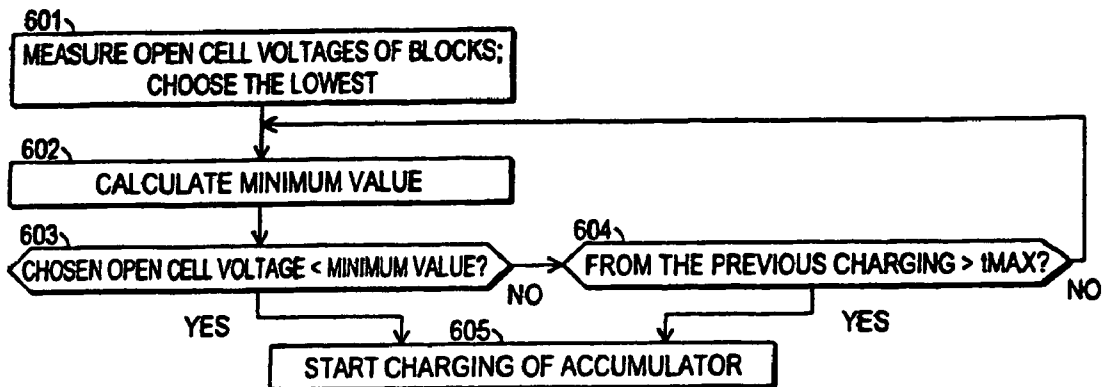 601
MEASURE OPEN CELL VOLTAGES OF BLOCKS;
CHOOSE THE LOWEST
602
CALCULATE MINIMUM VALUE
603
CHOSEN OPEN CELL VOLTAGE < MINIMUM VALUE?
NO
604
FROM THE PREVIOUS CHARGING > tMAX?
NO
YES
YES
605
START CHARGING OF ACCUMULATOR